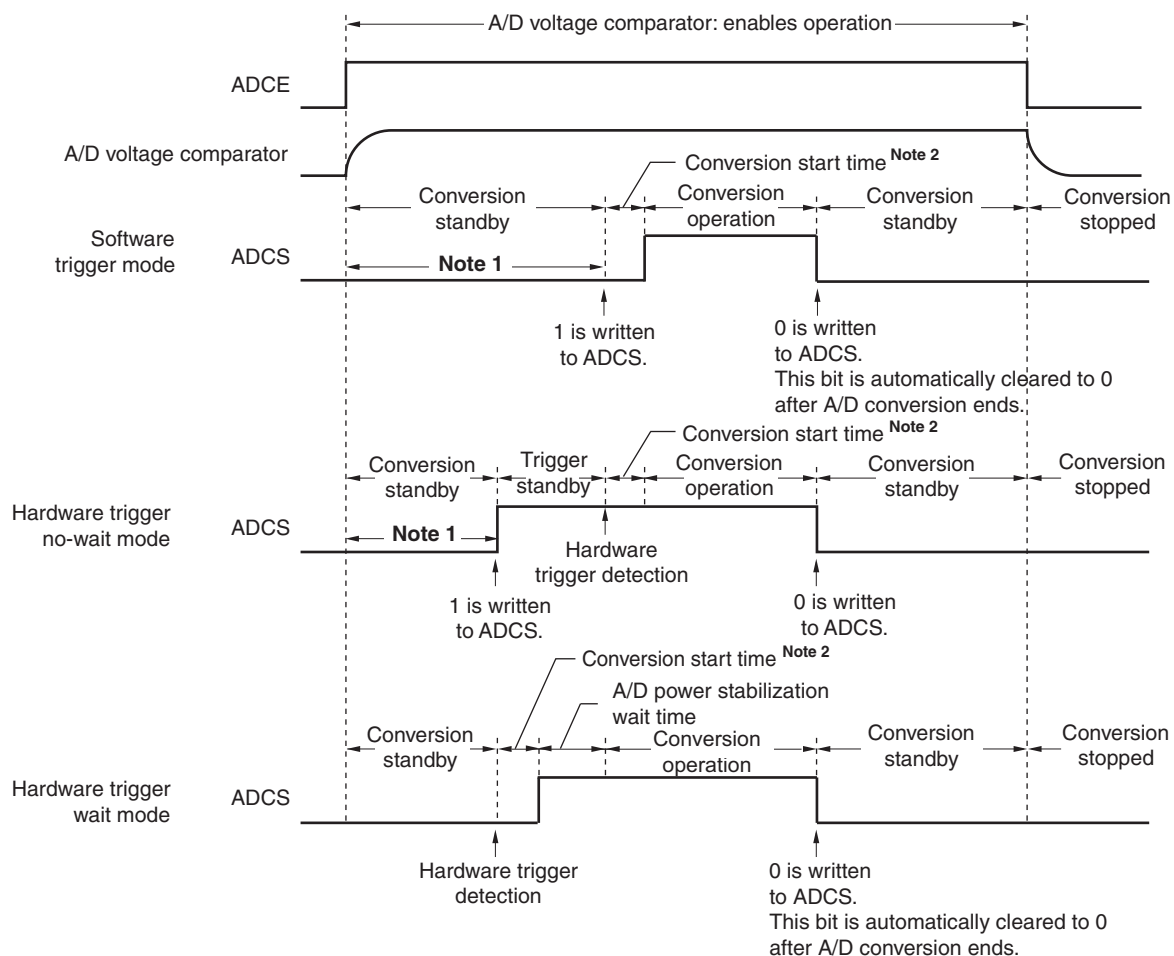 A/D voltage comparator: enables operation
ADCE
A/D voltage comparator
Conversion start time Note 2
Conversion
standby
Conversion
operation
Conversion
standby
Conversion
stopped
Software
trigger mode
ADCS
Note 1
1 is written
to ADCS.
0 is written
to ADCS.
This bit is automatically cleared to 0
after A/D conversion ends.
Conversion start time Note 2
Conversion
standby
Trigger
standby
Conversion
operation
Conversion
standby
Conversion
stopped
Hardware trigger
no-wait mode
ADCS
Note 1
Hardware
trigger detection
1 is written
to ADCS.
0 is written
to ADCS.
Conversion start time Note 2
A/D power stabilization
wait time
Conversion
standby
Conversion
operation
Conversion
standby
Conversion
stopped
Hardware trigger
wait mode
ADCS
Hardware trigger
detection
0 is written
to ADCS.
This bit is automatically cleared to 0
after A/D conversion ends.